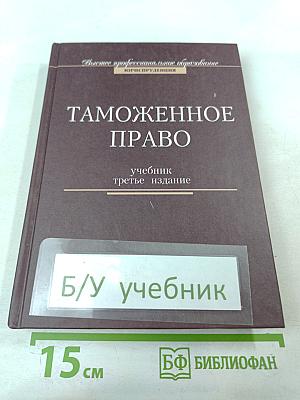 Высшее профессиональное образование
ЮРИСПРУДЕНЦИЯ
ТАМОЖЕННОЕ
ПРАВО
учебник
третье издание
Б/У учебник
15 см
БФ БИБЛИОФАН